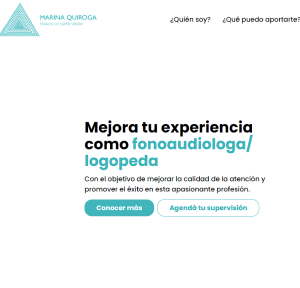 MARINA QUIROGA
¿Quién soy?
¿Qué puedo aportarte?
Mejora tu experiencia
como fonoaudiologa/
logopeda
Con el objetivo de mejorar la calidad de la atención y
promover el éxito en esta apasionante profesión.
Conocer más
Agendá tu supervisión